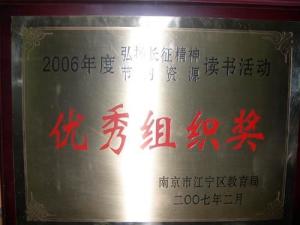 2006年度 弘扬长征精神 读书活动
节约资源
优秀组织奖
南京市江宁区教育局
二〇〇七年二月